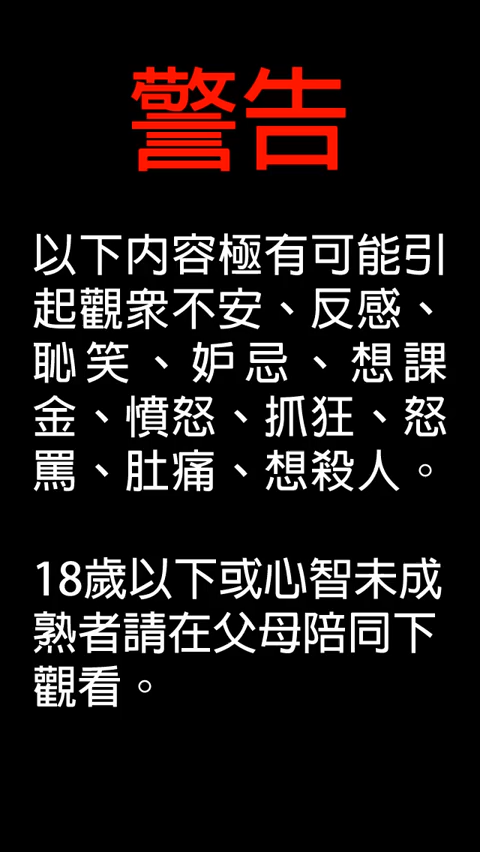 警告
以下內容極有可能引
起觀眾不安、反感、
恥笑、妒忌、想課
金、憤怒、抓狂、怒
罵、肚痛、想殺人。
18歲以下或心智未成
熟者請在父母陪同下
觀看。